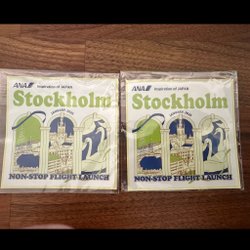 ANA Inspiration of JAPAN
Stockholm
NON-STOP FLIGHT LAUNCH
ANA Inspiration of JAPAN
Stockholm
NON-STOP FLIGHT LAUNCH